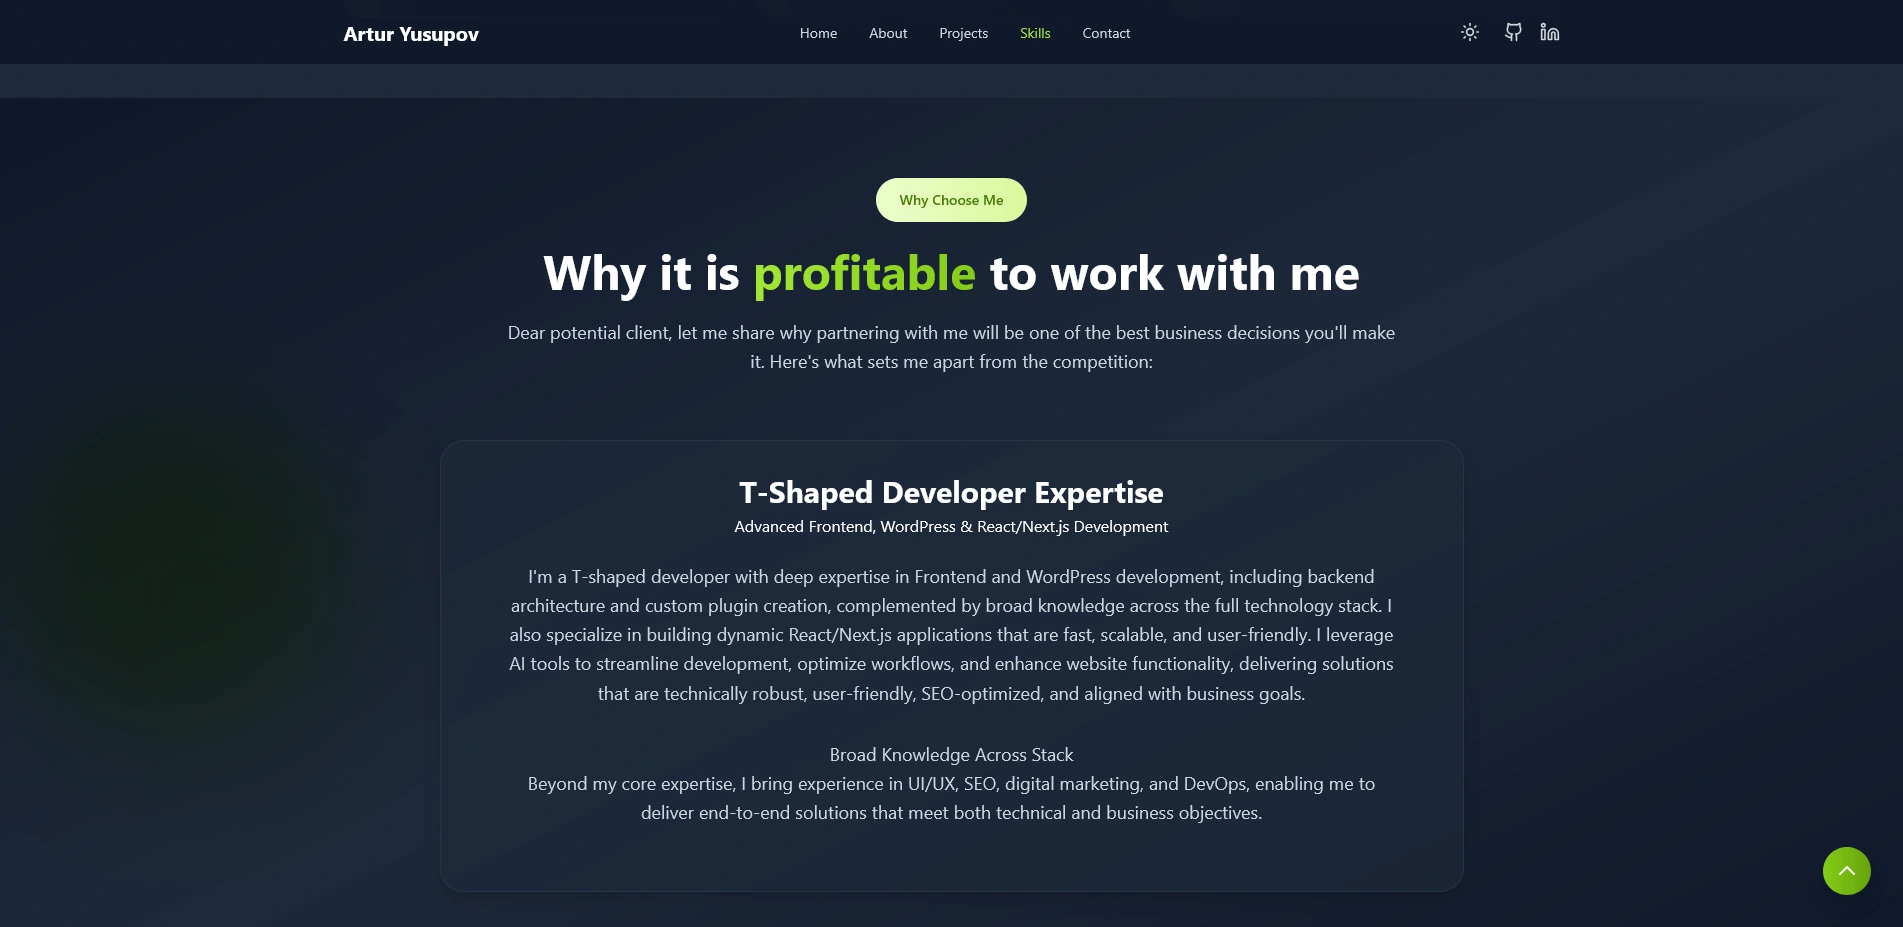 Artur Yusupov
Home About Projects Skills Contact
Why Choose Me
Why it is profitable to work with me
Dear potential client, let me share why partnering with me will be one of the best business decisions you'll make
it. Here's what sets me apart from the competition:
T-Shaped Developer Expertise
Advanced Frontend, WordPress & React/Next.js Development
I'm a T-shaped developer with deep expertise in Frontend and WordPress development, including backend
architecture and custom plugin creation, complemented by broad knowledge across the full technology stack. I
also specialize in building dynamic React/Next.js applications that are fast, scalable, and user-friendly. I leverage
AI tools to streamline development, optimize workflows, and enhance website functionality, delivering solutions
that are technically robust, user-friendly, SEO-optimized, and aligned with business goals.
Broad Knowledge Across Stack
Beyond my core expertise, I bring experience in UI/UX, SEO, digital marketing, and DevOps, enabling me to
deliver end-to-end solutions that meet both technical and business objectives.